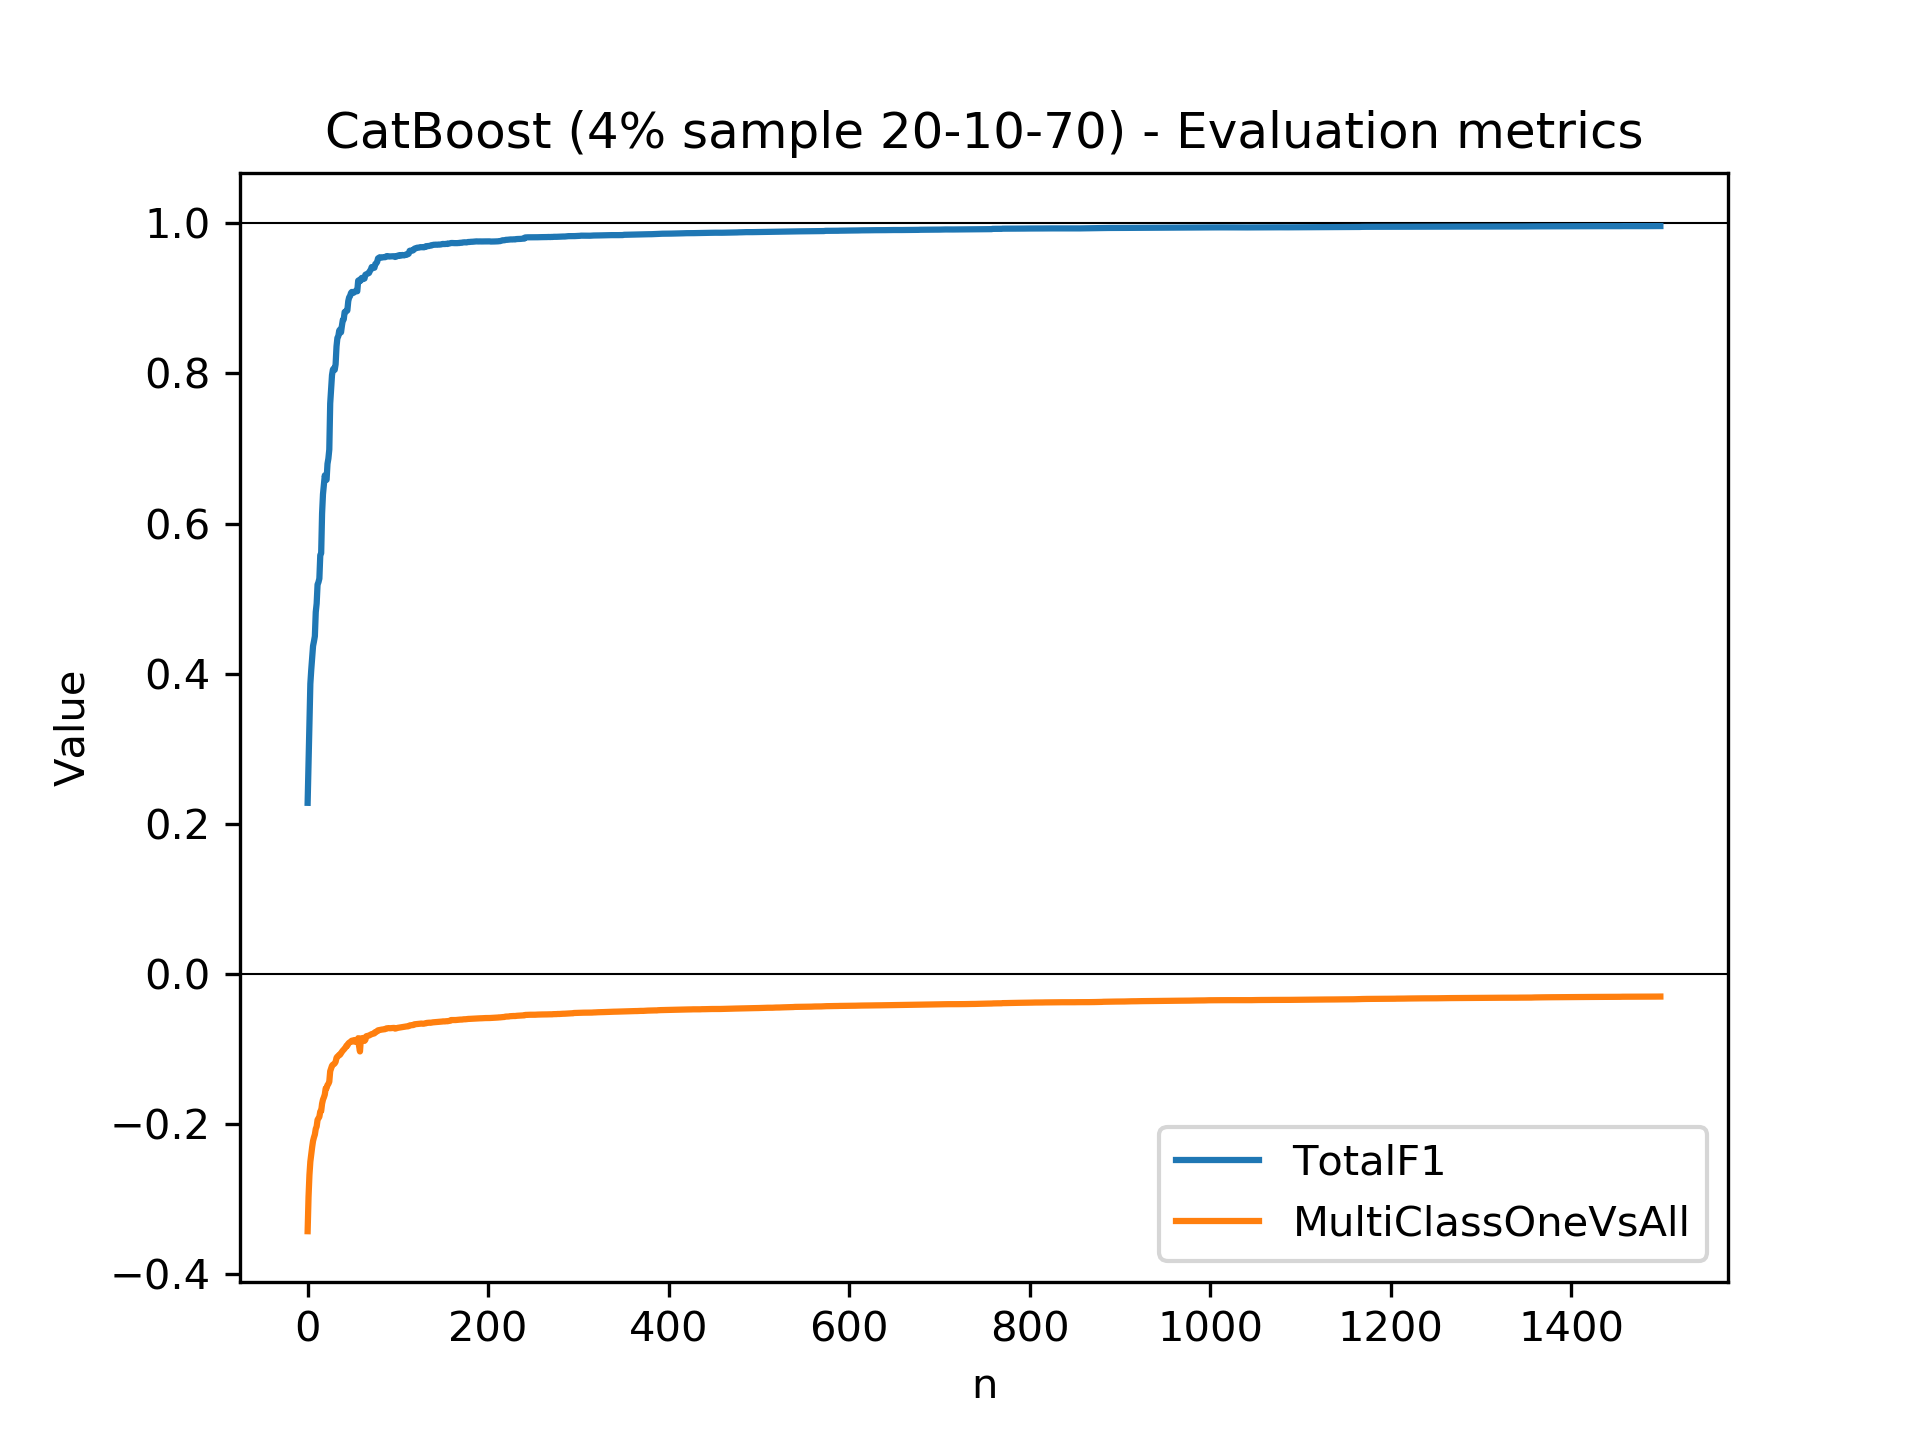 CatBoost (4% sample 20-10-70) - Evaluation metrics
1.0
0.8
0.6
0.4
0.2
0.0
−0.2
−0.4
Value
TotalF1
MultiClassOneVsAll
0 200 400 600 800 1000 1200 1400
n